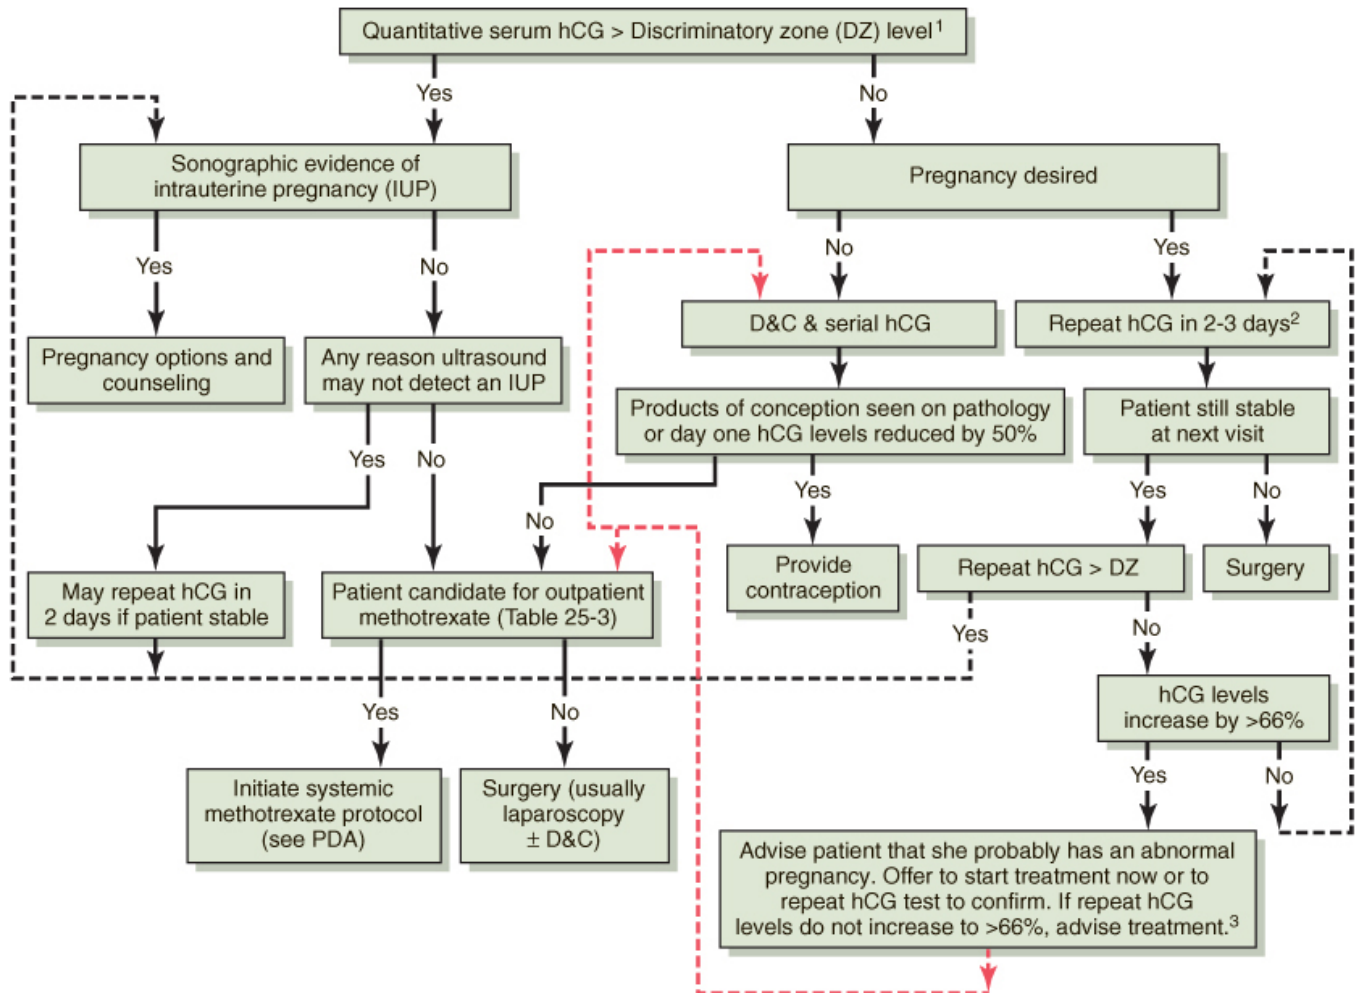 Quantitative serum hCG > Discriminatory zone (DZ) level1
Yes
No
Sonographic evidence of
intrauterine pregnancy (IUP)
Pregnancy desired
Yes
No
No
Yes
Pregnancy options and
counseling
Any reason ultrasound
may not detect an IUP
D&C & serial hCG
Repeat hCG in 2-3 days2
Products of conception seen on pathology
or day one hCG levels reduced by 50%
Patient still stable
at next visit
Yes
No
No
Yes
Yes
No
May repeat hCG in
2 days if patient stable
Patient candidate for outpatient
methotrexate (Table 25-3)
Provide
contraception
Repeat hCG > DZ
Surgery
Yes
No
Yes
No
hCG levels
increase by >66%
Initiate systemic
methotrexate protocol
(see PDA)
Surgery (usually
laparoscopy
± D&C)
Yes
No
Advise patient that she probably has an abnormal
pregnancy. Offer to start treatment now or to
repeat hCG test to confirm. If repeat hCG
levels do not increase to >66%, advise treatment.3